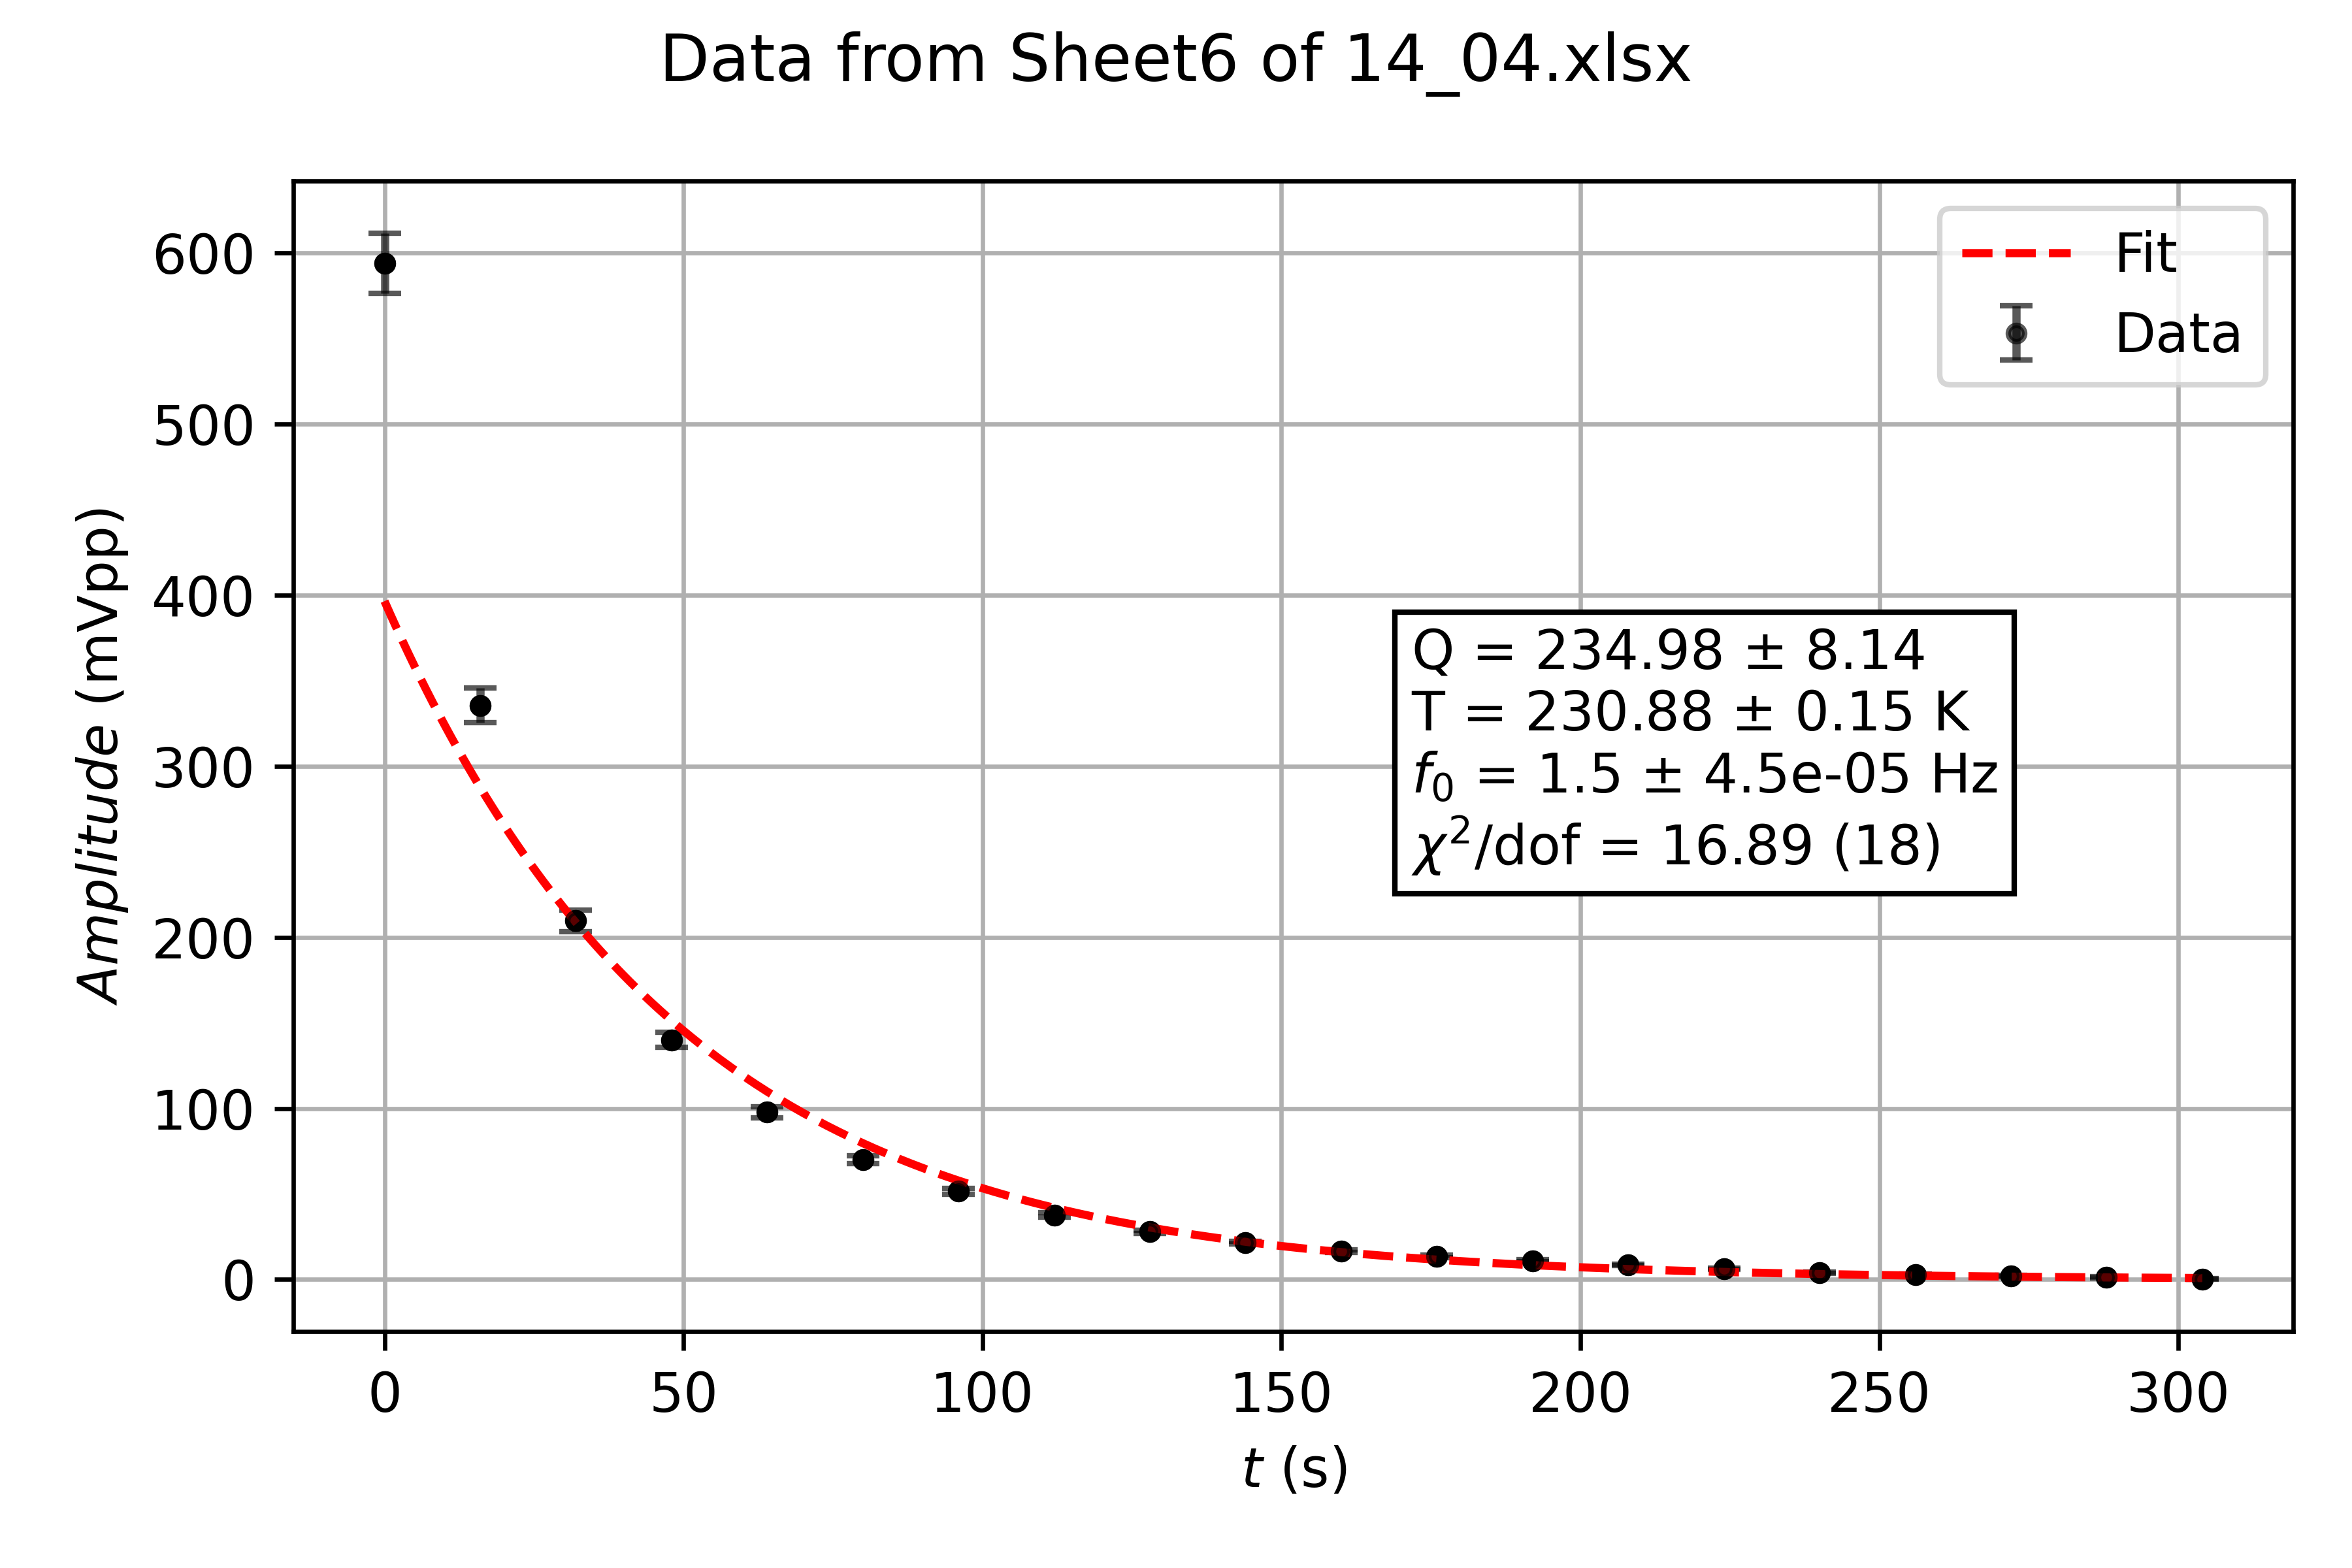 Data from Sheet6 of 14_04.xlsx
600
500
400
300
200
100
0
Amplitude (mVpp)
Fit
Data
Q = 234.98 ± 8.14
T = 230.88 ± 0.15 K
f₀ = 1.5 ± 4.5e-05 Hz
χ²/dof = 16.89 (18)
0 50 100 150 200 250 300
t (s)